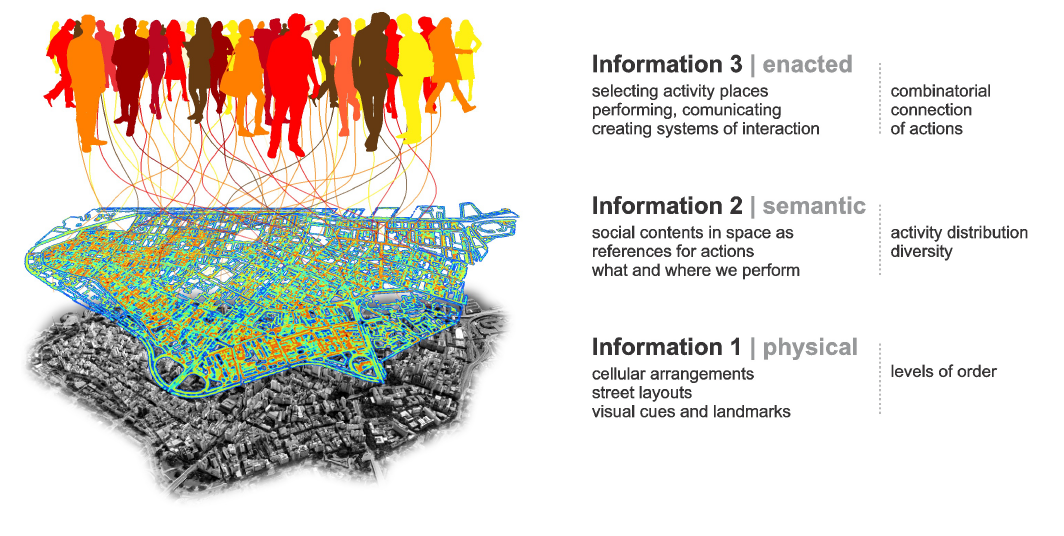 Information 3 | enacted
selecting activity places
performing, comunicating
creating systems of interaction
combinatorial
connection
of actions
Information 2 | semantic
social contents in space as
references for actions
what and where we perform
activity distribution
diversity
Information 1 | physical
cellular arrangements
street layouts
visual cues and landmarks
levels of order